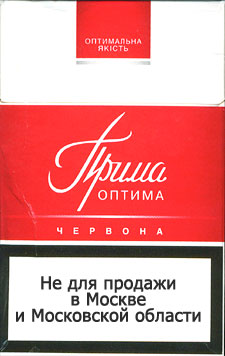 ОПТИМАЛЬНА
ЯКІСТЬ
Прима
ОПТИМА
ЧЕРВОНА
Не для продажи
в Москве
и Московской области